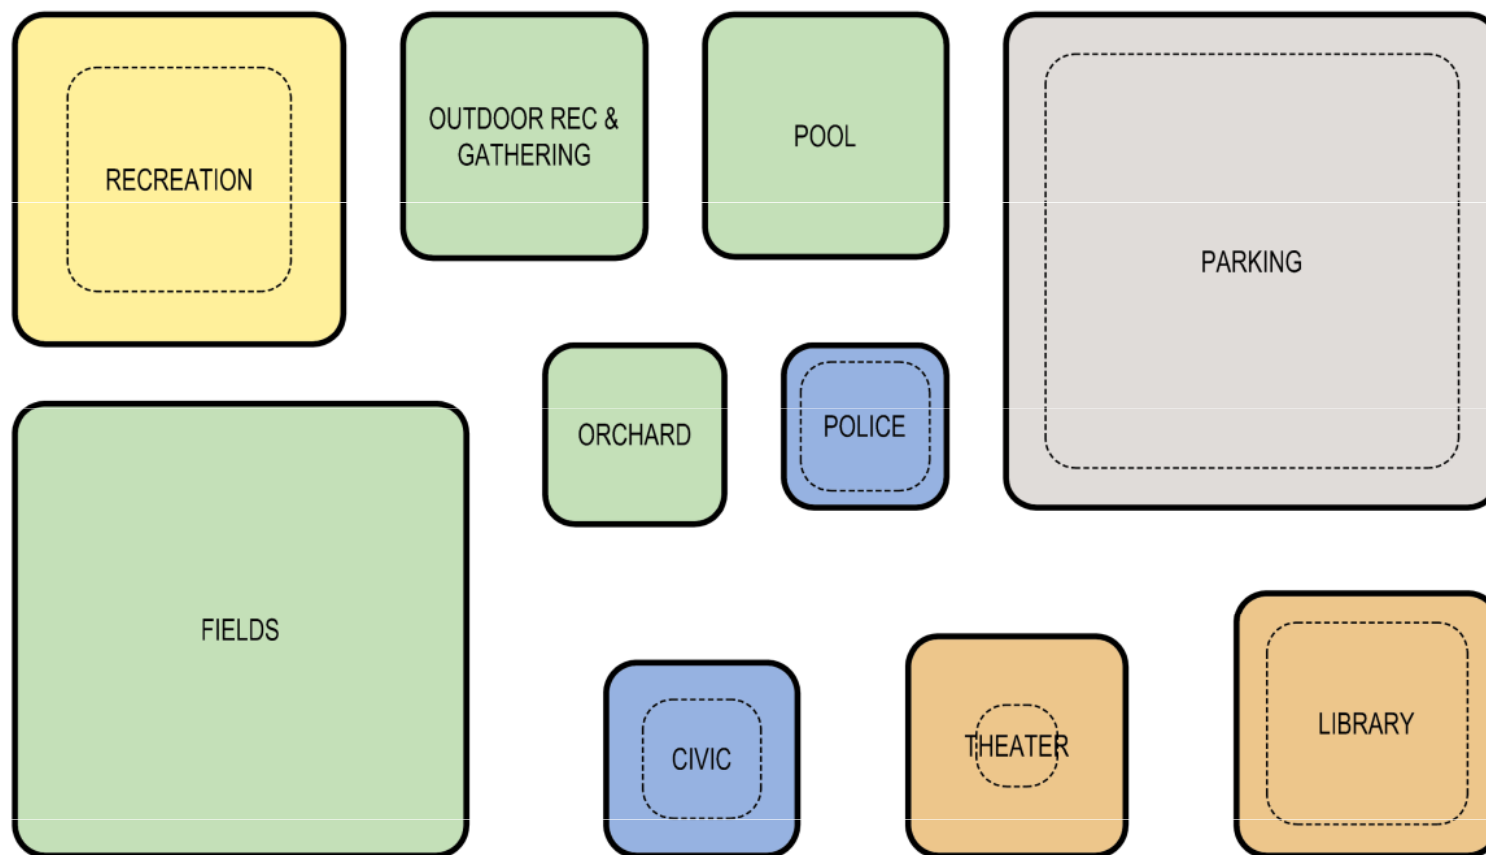 OUTDOOR REC &
GATHERING
POOL
RECREATION
PARKING
ORCHARD
POLICE
FIELDS
CIVIC
THEATER
LIBRARY